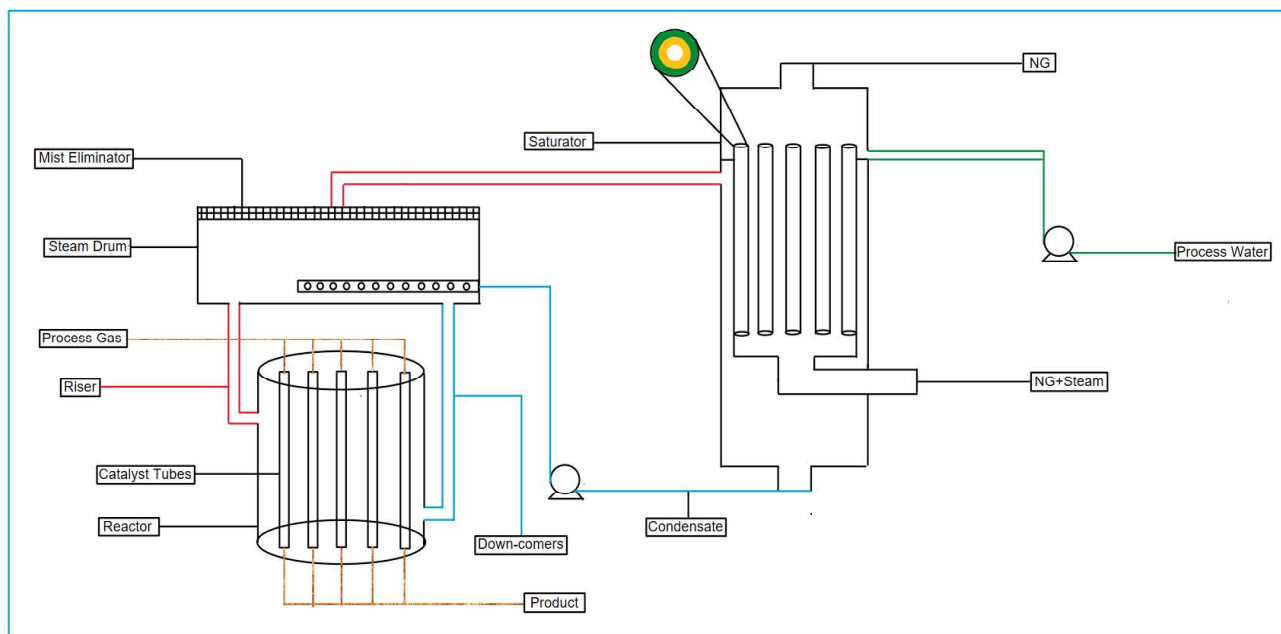 NG
Saturator
Mist Eliminator
Steam Drum
Process Water
Process Gas
Riser
NG+Steam
Catalyst Tubes
Reactor
Condensate
Down-comers
Product